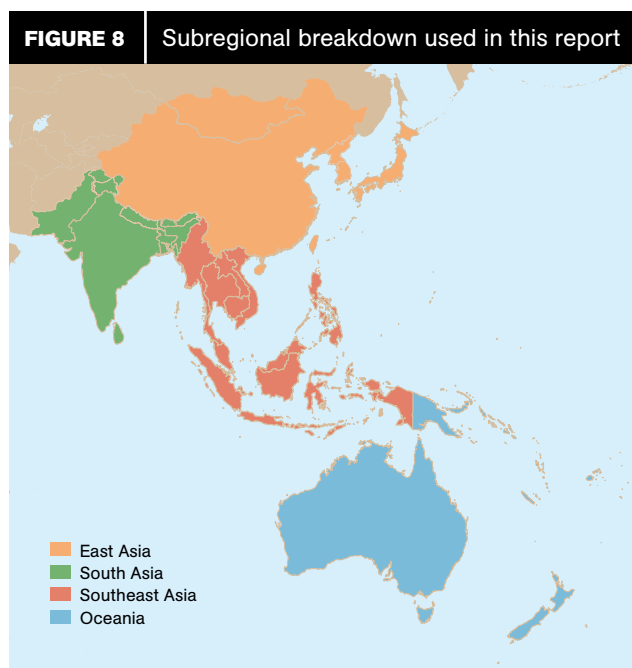 FIGURE 8
Subregional breakdown used in this report
East Asia
South Asia
Southeast Asia
Oceania